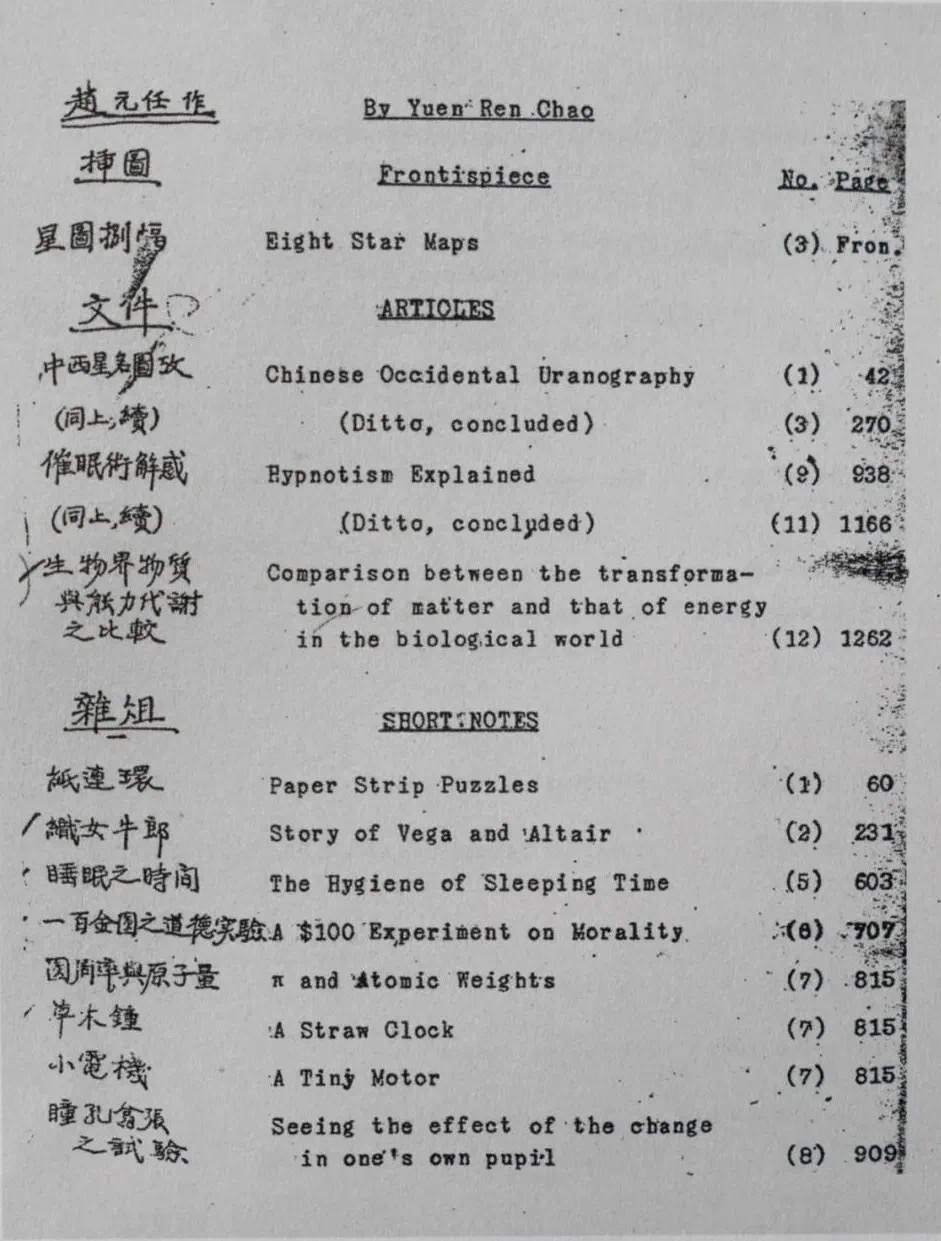 趙元任作 By Yuen Ren Chao
挿圖 Frontispiece No. Page
星圖捌幅 Eight Star Maps (3) Fron.
文件 ARTICLES
中西星名圖攷 Chinese Occidental Uranography (1) 42
(同上,續) (Ditto, concluded) (3) 270
催眠術解惑 Hypnotism Explained (9) 938
(同上,續) (Ditto, concluded) (11) 1166
生物界物質 Comparison between the transforma-
與能力代謝 tion of matter and that of energy
之比較 in the biological world (12) 1262
雜俎 SHORT NOTES
紙連環 Paper Strip Puzzles (1) 60
織女牛郎 Story of Vega and Altair (2) 231
睡眠之時間 The Hygiene of Sleeping Time (5) 603
一百金圓之道德実驗 A $100 Experiment on Morality (6) 707
圓周率與原子量 π and Atomic Weights (7) 815
草木鐘 A Straw Clock (7) 815
小電機 A Tiny Motor (7) 815
瞳孔翕張 Seeing the effect of the change
之試驗 in one's own pupil (8) 909